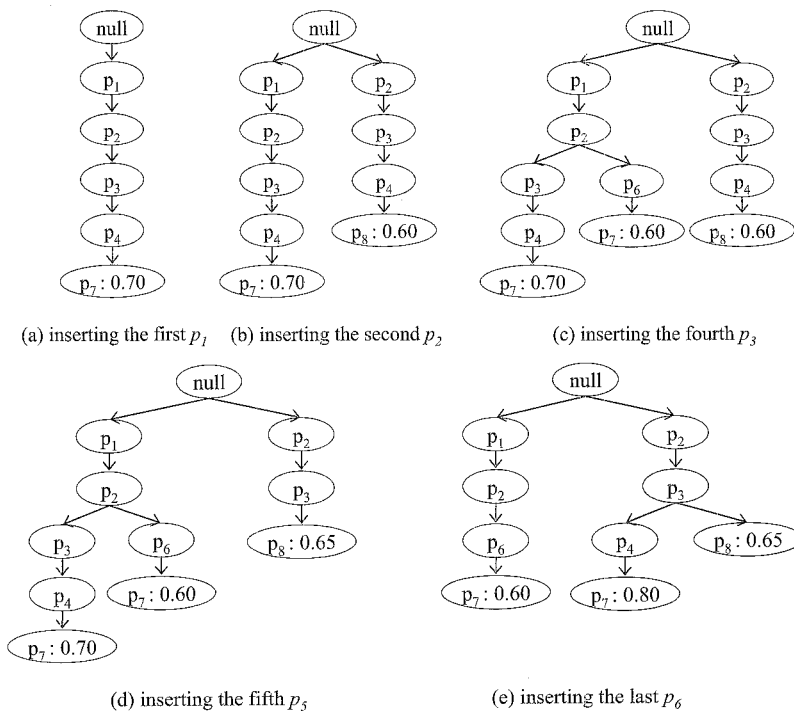 null
p1
p2
p3
p4
p7 : 0.70
(a) inserting the first p1
null
p1 p2
p2 p3
p3 p4
p4 p8 : 0.60
p7 : 0.70
(b) inserting the second p2
null
p1 p2
p2 p3
p3 p6 p4
p4 p7 : 0.60 p8 : 0.60
p7 : 0.70
(c) inserting the fourth p3
null
p1 p2
p2 p3
p3 p6 p8 : 0.65
p4 p7 : 0.60
p7 : 0.70
(d) inserting the fifth p5
null
p1 p2
p2 p3
p6 p4 p8 : 0.65
p7 : 0.60 p7 : 0.80
(e) inserting the last p6